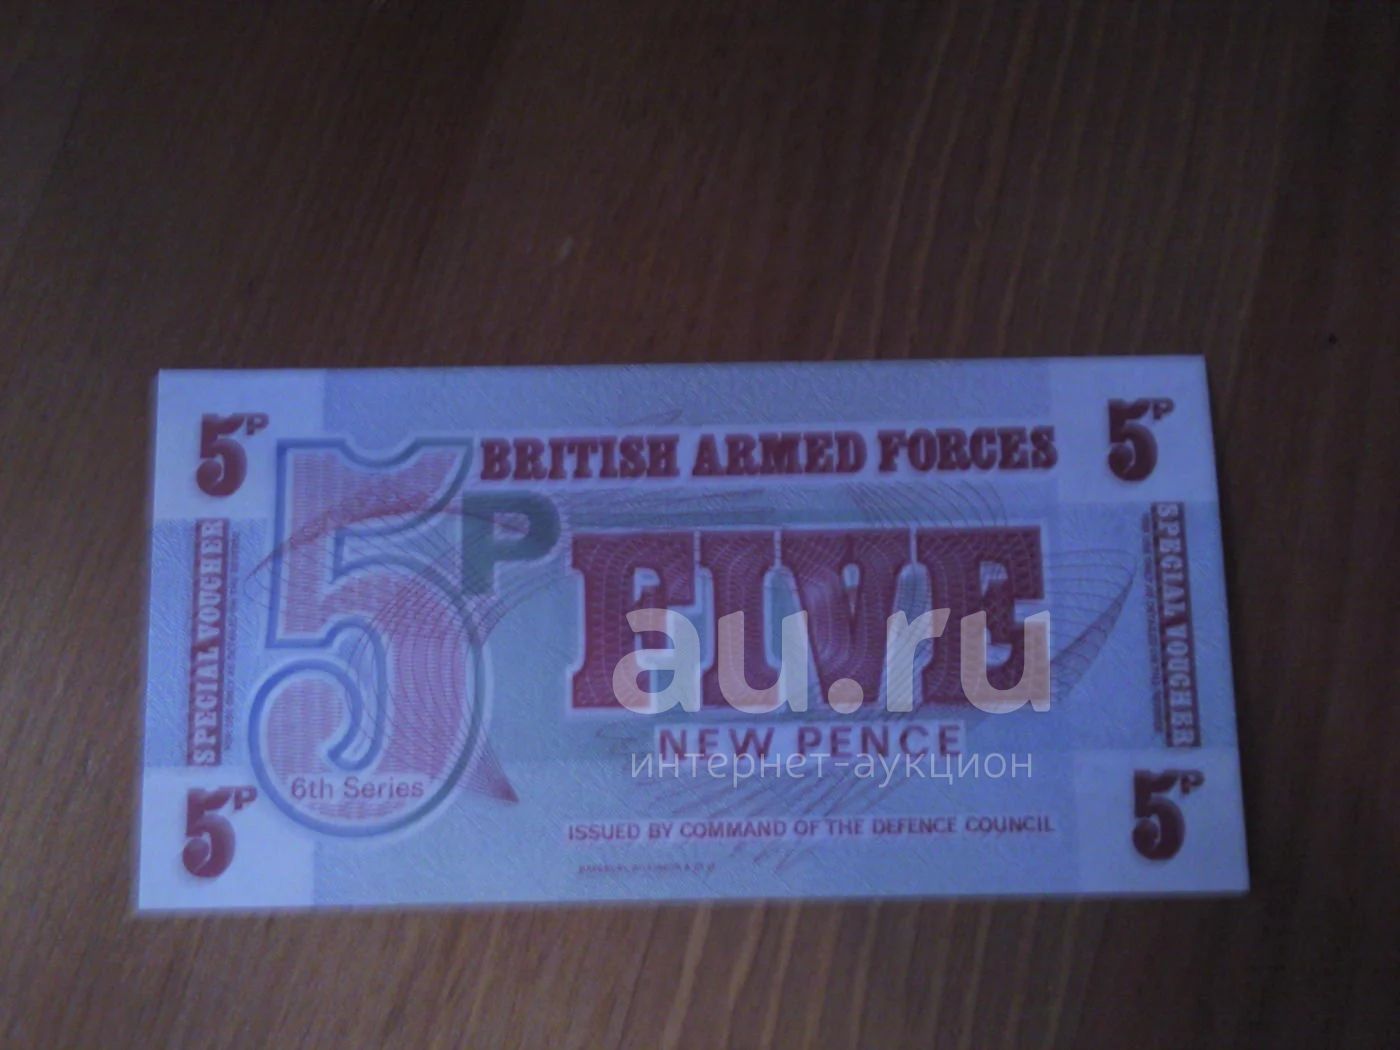 5P
5P
BRITISH ARMED FORCES
5P
FIVE
NEW PENCE
SPECIAL VOUCHER
SPECIAL VOUCHER
au.ru
интернет-аукцион
6th Series
5P
5P
ISSUED BY COMMAND OF THE DEFENCE COUNCIL